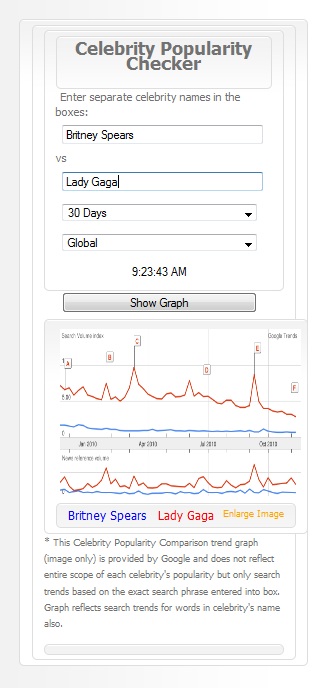 Celebrity Popularity
Checker
Enter separate celebrity names in the
boxes:
Britney Spears
vs
Lady Gaga
30 Days
Global
9:23:43 AM
Show Graph
Search Volume index
Google Trends
A
B
C
D
E
F
0
Jan 2010
Apr 2010
Jul 2010
Oct 2010
News reference volume
Britney Spears
Lady Gaga
Enlarge Image
* This Celebrity Popularity Comparison trend graph
(image only) is provided by Google and does not reflect
entire scope of each celebrity's popularity but only search
trends based on the exact search phrase entered into box.
Graph reflects search trends for words in celebrity's name
also.